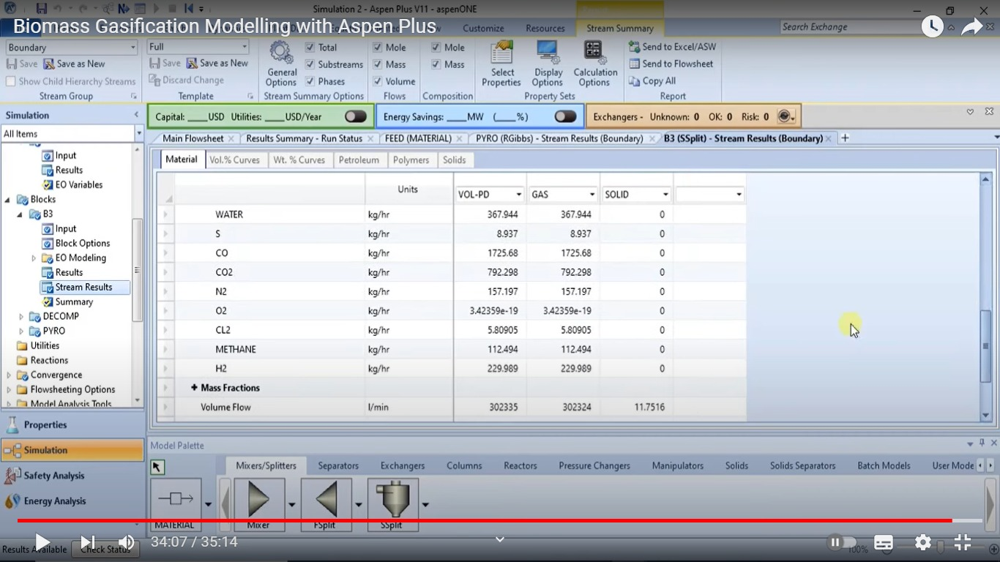 Simulation 2 - Aspen Plus V11 - aspenONE
Biomass Gasification Modelling with Aspen Plus
Customize Resources Stream Summary Search Exchange
Boundary Full Total Mole Mole Send to Excel/ASW
Save Save as New Save Save as New Substreams Mass Mass Send to Flowsheet
Show Child Hierarchy Streams Discard Change General Options Phases Volume Select Properties Display Options Calculation Options Copy All
Stream Group Template Stream Summary Options Flows Composition Property Sets Report
Simulation Capital: ____USD Utilities: ____USD/Year Energy Savings: ____MW (____%) Exchangers - Unknown: 0 OK: 0 Risk: 0
All Items Main Flowsheet Results Summary - Run Status FEED (MATERIAL) PYRO (RGibbs) - Stream Results (Boundary) B3 (SSplit) - Stream Results (Boundary) +
Input
Results
EO Variables
Blocks
B3
Input
Block Options
EO Modeling
Results
Stream Results
Summary
DECOMP
PYRO
Utilities
Reactions
Convergence
Flowsheeting Options
Model Analysis Tools
Properties
Simulation
Safety Analysis
Energy Analysis
Material Vol.% Curves Wt. % Curves Petroleum Polymers Solids
Units VOL-PD GAS SOLID
WATER kg/hr 367.944 367.944 0
S kg/hr 8.937 8.937 0
CO kg/hr 1725.68 1725.68 0
CO2 kg/hr 792.298 792.298 0
N2 kg/hr 157.197 157.197 0
O2 kg/hr 3.42359e-19 3.42359e-19 0
CL2 kg/hr 5.80905 5.80905 0
METHANE kg/hr 112.494 112.494 0
H2 kg/hr 229.989 229.989 0
+ Mass Fractions
Volume Flow l/min 302335 302324 11.7516
Model Palette
Mixers/Splitters Separators Exchangers Columns Reactors Pressure Changers Manipulators Solids Solids Separators Batch Models User Mode
MATERIAL Mixer FSplit SSplit
34:07 / 35:14
Results Available Check Status 100%